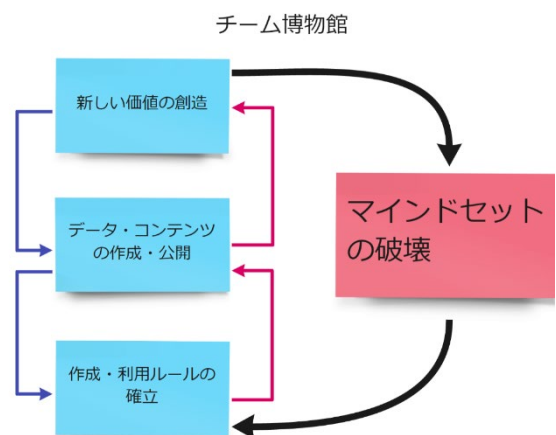 チーム博物館
新しい価値の創造
データ・コンテンツ
の作成・公開
作成・利用ルールの
確立
マインドセット
の破壊